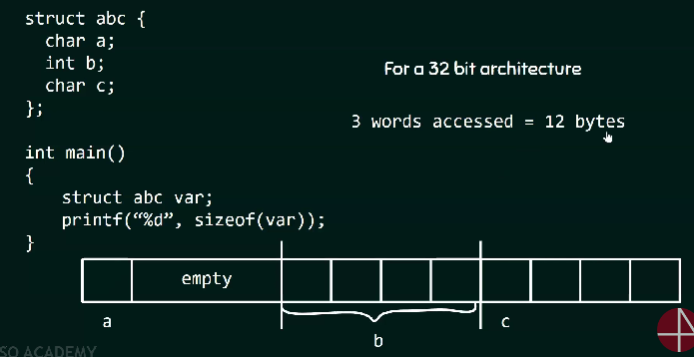 struct abc {
char a;
int b;
char c;
};
For a 32 bit architecture
3 words accessed = 12 bytes
int main()
{
struct abc var;
printf(“%d”, sizeof(var));
}
empty
a
b
c
SO ACADEMY